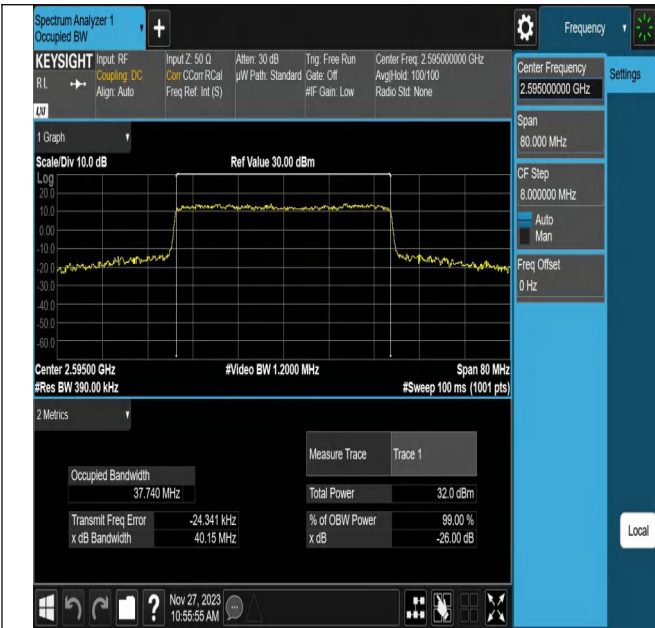 Spectrum Analyzer 1
Occupied BW
+
Frequency
KEYSIGHT
RL
LXI
Input: RF
Coupling: DC
Align: Auto
Input Z: 50 Ω
Corr CCorr RCal
Freq Ref: Int (S)
Atten: 30 dB
µW Path: Standard
Trig: Free Run
Gate: Off
#IF Gain: Low
Center Freq: 2.595000000 GHz
Avg|Hold: 100/100
Radio Std: None
Center Frequency
2.595000000 GHz
Settings
Span
80.000 MHz
CF Step
8.000000 MHz
Auto
Man
Freq Offset
0 Hz
Local
1 Graph
Scale/Div 10.0 dB
Ref Value 30.00 dBm
Log
20.0
10.0
0.00
-10.0
-20.0
-30.0
-40.0
-50.0
-60.0
Center 2.59500 GHz
#Video BW 1.2000 MHz
Span 80 MHz
#Res BW 390.00 kHz
#Sweep 100 ms (1001 pts)
2 Metrics
Measure Trace
Trace 1
Occupied Bandwidth
37.740 MHz
Total Power
32.0 dBm
Transmit Freq Error
-24.341 kHz
% of OBW Power
99.00 %
x dB Bandwidth
40.15 MHz
x dB
-26.00 dB
?
Nov 27, 2023
10:55:55 AM